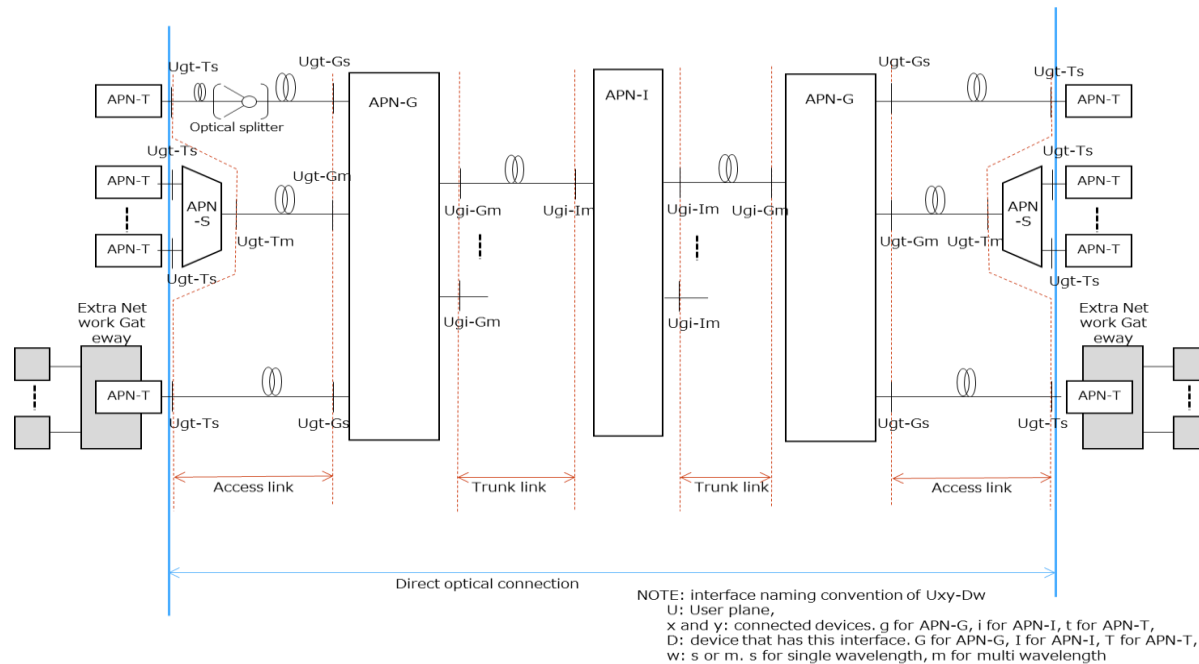 Ugt-Ts
Ugt-Gs
Ugt-Gs
Ugt-Ts
APN-T
Optical splitter
APN-G
APN-I
APN-G
APN-T
Ugt-Ts
Ugt-Ts
APN-T
APN
-S
Ugt-Gm
APN
-S
APN-T
Ugt-Tm
Ugi-Gm
Ugi-Im
Ugi-Im
Ugi-Gm
Ugt-Gm
Ugt-Tm
APN-T
APN-T
Ugt-Ts
Ugt-Ts
Extra Net
work Gat
eway
Ugi-Gm
Ugi-Im
Extra Net
work Gat
eway
APN-T
APN-T
Ugt-Ts
Ugt-Gs
Ugt-Gs
Ugt-Ts
Access link
Trunk link
Trunk link
Access link
Direct optical connection
NOTE: interface naming convention of Uxy-Dw
U: User plane,
x and y: connected devices. g for APN-G, i for APN-I, t for APN-T,
D: device that has this interface. G for APN-G, I for APN-I, T for APN-T,
w: s or m. s for single wavelength, m for multi wavelength